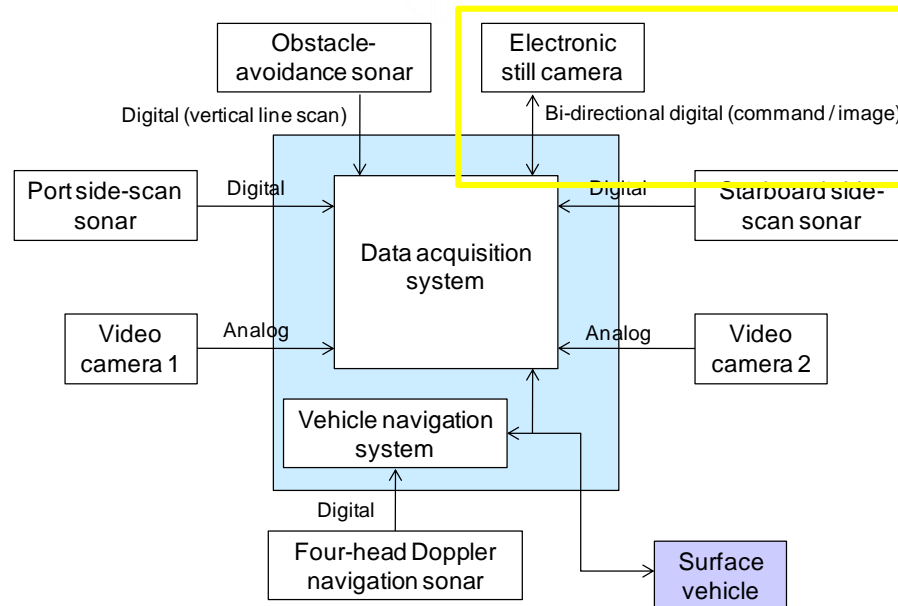 Obstacle-
avoidance sonar
Electronic
still camera
Digital (vertical line scan)
Bi-directional digital (command / image)
Port side-scan
sonar
Digital
Digital
Starboard side-
scan sonar
Data acquisition
system
Video
camera 1
Analog
Analog
Video
camera 2
Vehicle navigation
system
Digital
Four-head Doppler
navigation sonar
Surface
vehicle